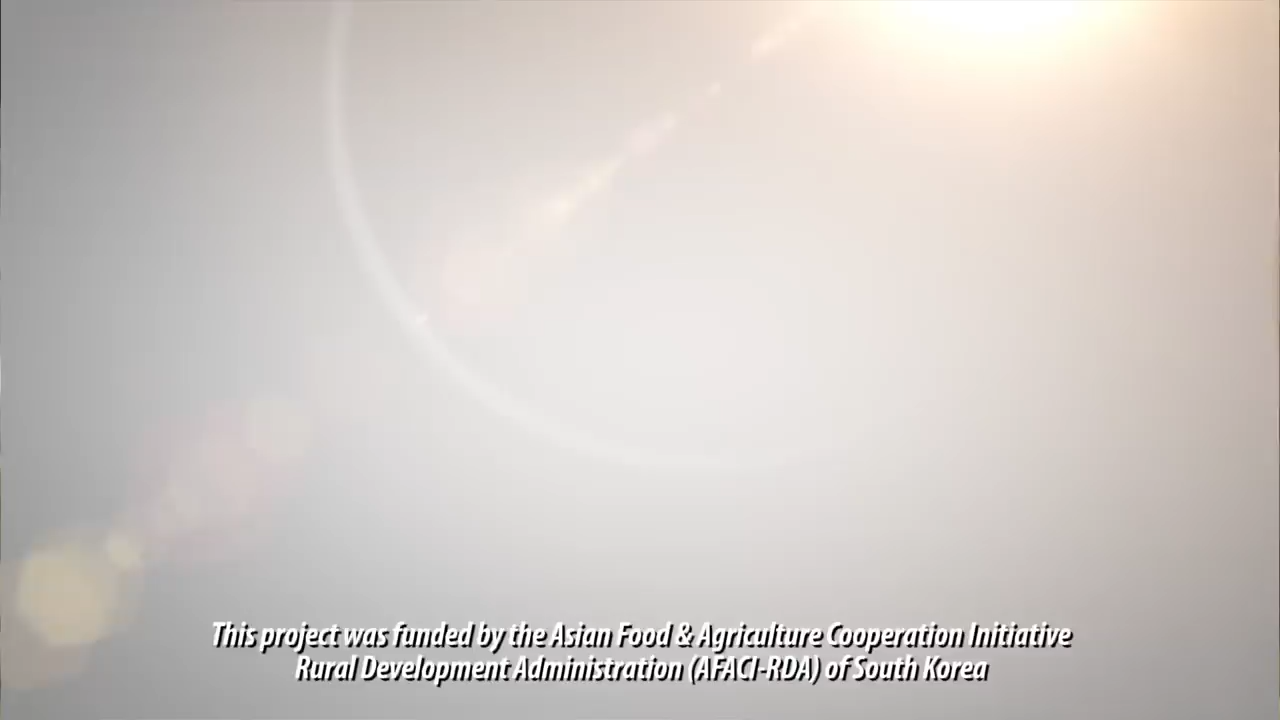 This project was funded by the Asian Food & Agriculture Cooperation Initiative
Rural Development Administration (AFACI-RDA) of South Korea